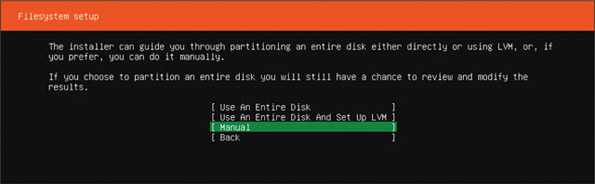 Filesystem setup
The installer can guide you through partitioning an entire disk either directly or using LVM, or, if
you prefer, you can do it manually.
If you choose to partition an entire disk you will still have a chance to review and modify the
results.
[ Use An Entire Disk ]
[ Use An Entire Disk And Set Up LVM ]
[ Manual ]
[ Back ]